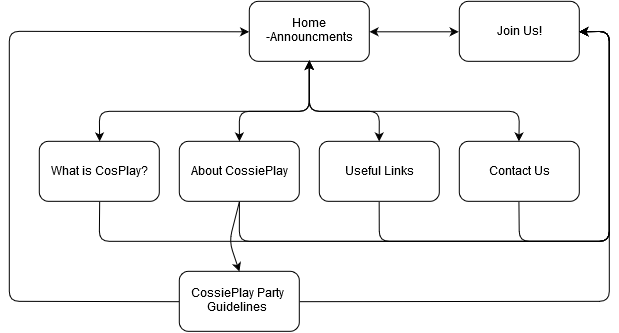 Home
-Announcments
Join Us!
What is CosPlay?
About CossiePlay
Useful Links
Contact Us
CossiePlay Party
Guidelines